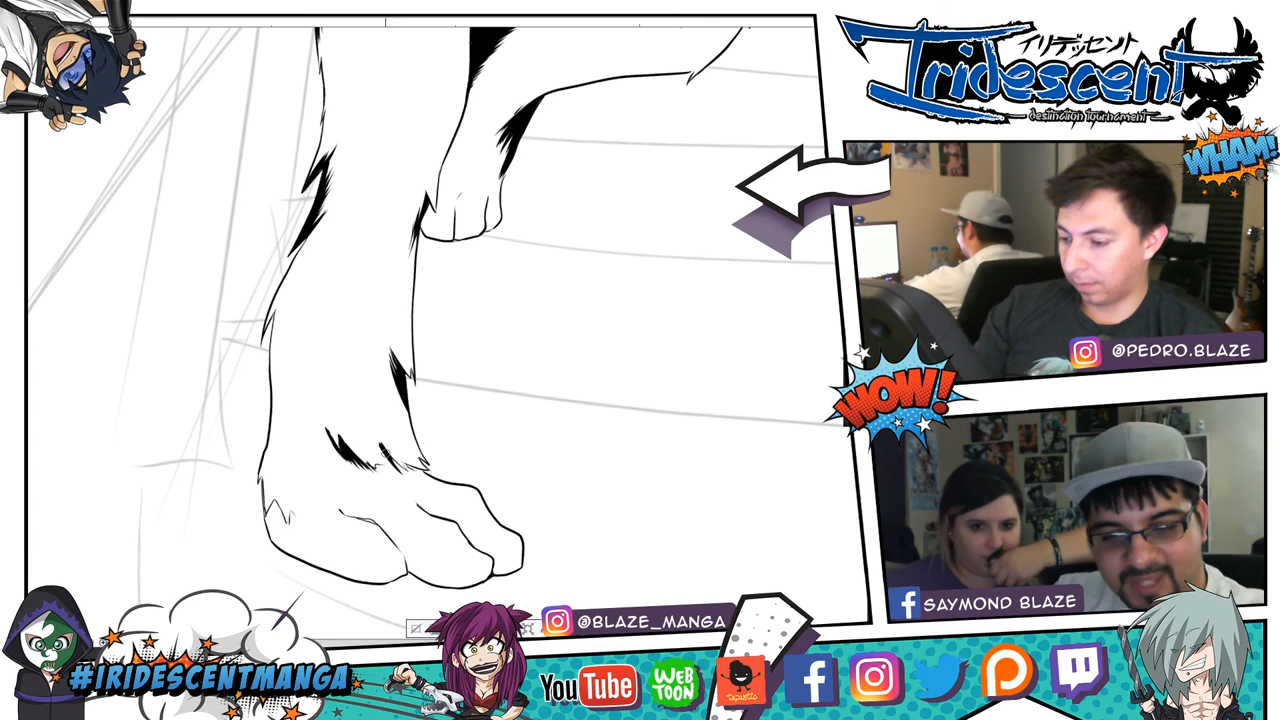 イリデッセント
Iridescent
destination tournament
WHAM!
@PEDRO.BLAZE
WOW!
SAYMOND BLAZE
@BLAZE_MANGA
#IRIDESCENTMANGA
YouTube
WEB
TOON
tapastic